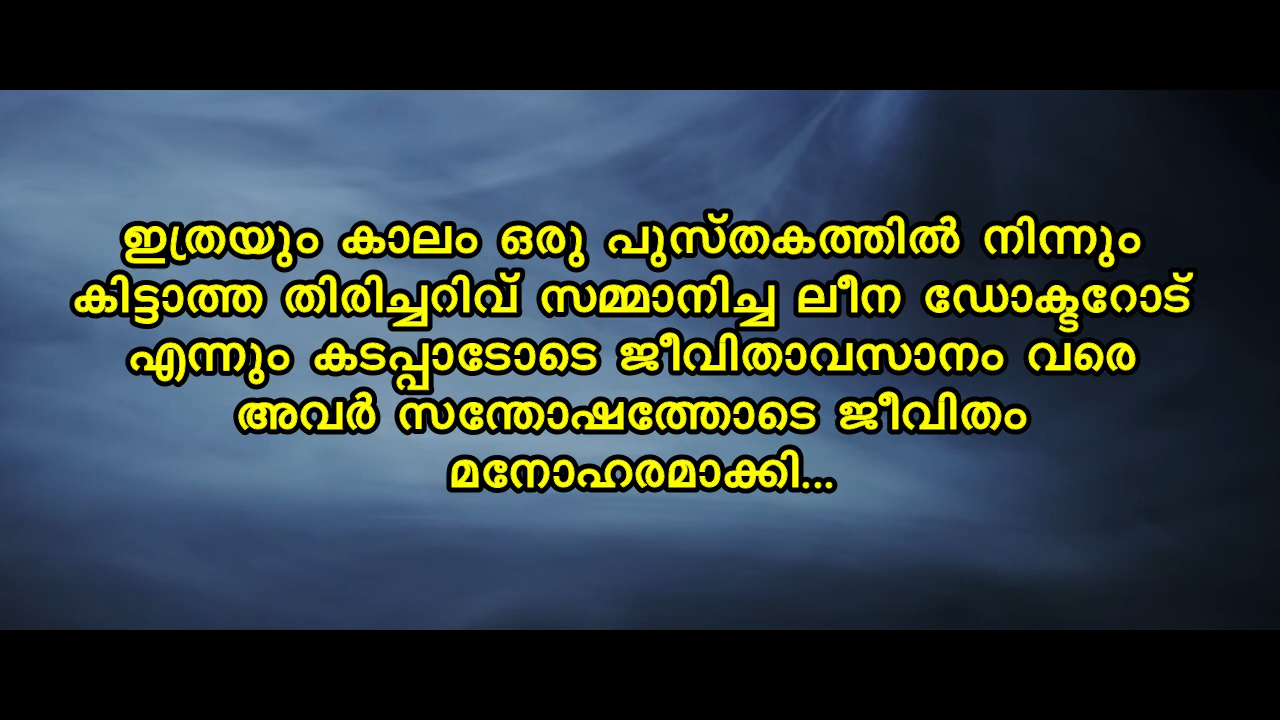 ഇത്രയും കാലം ഒരു പുസ്തകത്തിൽ നിന്നും
കിട്ടാത്ത തിരിച്ചറിവ് സമ്മാനിച്ച ലീന ഡോക്ടറോട്
എന്നും കടപ്പാടോടെ ജീവിതാവസാനം വരെ
അവർ സന്തോഷത്തോടെ ജീവിതം
മനോഹരമാക്കി...